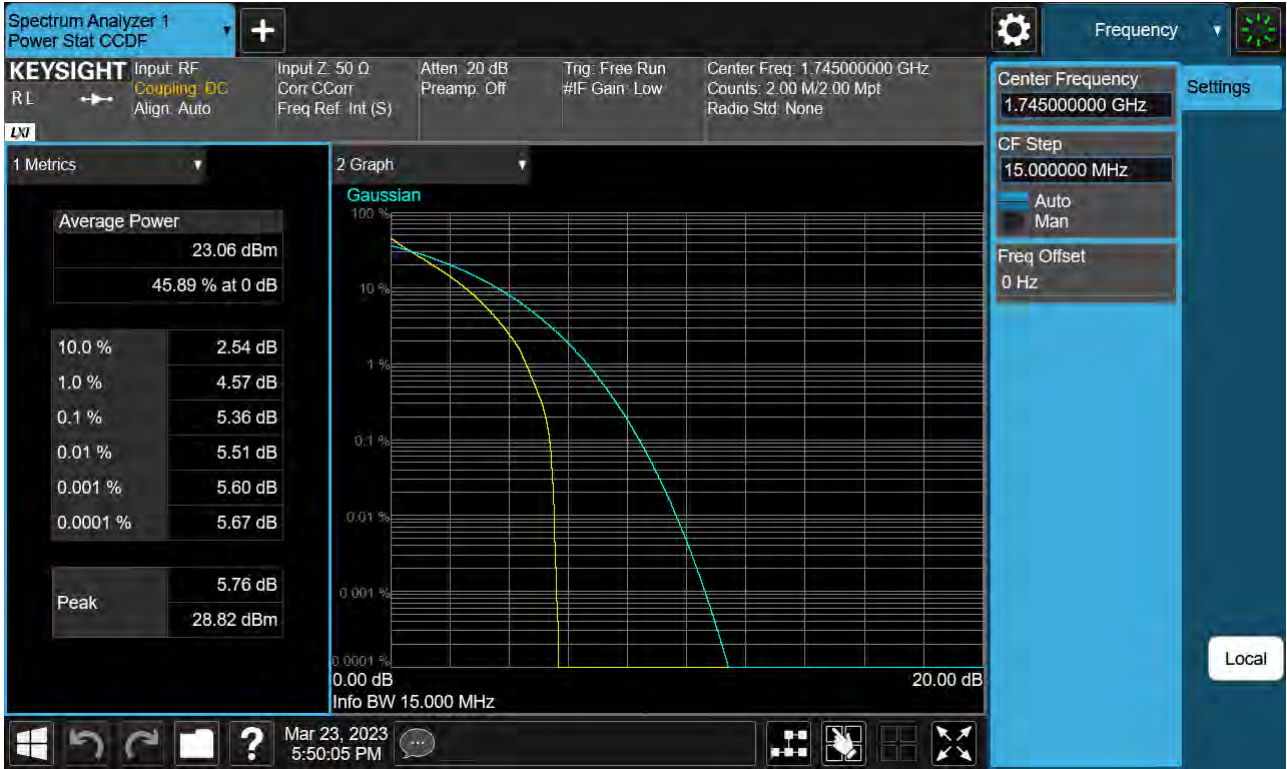 Spectrum Analyzer 1
Power Stat CCDF
+
Frequency
KEYSIGHT
RL
LXI
Input: RF
Coupling: DC
Align: Auto
Input Z: 50 Ω
Corr CCorr
Freq Ref: Int (S)
Atten: 20 dB
Preamp: Off
Trig: Free Run
#IF Gain: Low
Center Freq: 1.745000000 GHz
Counts: 2.00 M/2.00 Mpt
Radio Std: None
Center Frequency
1.745000000 GHz
Settings
CF Step
15.000000 MHz
Auto
Man
Freq Offset
0 Hz
Local
1 Metrics
Average Power
23.06 dBm
45.89 % at 0 dB
10.0 % 2.54 dB
1.0 % 4.57 dB
0.1 % 5.36 dB
0.01 % 5.51 dB
0.001 % 5.60 dB
0.0001 % 5.67 dB
Peak
5.76 dB
28.82 dBm
2 Graph
Gaussian
100 %
10 %
1 %
0.1 %
0.01 %
0.001 %
0.0001 %
0.00 dB 20.00 dB
Info BW 15.000 MHz
?
Mar 23, 2023
5:50:05 PM